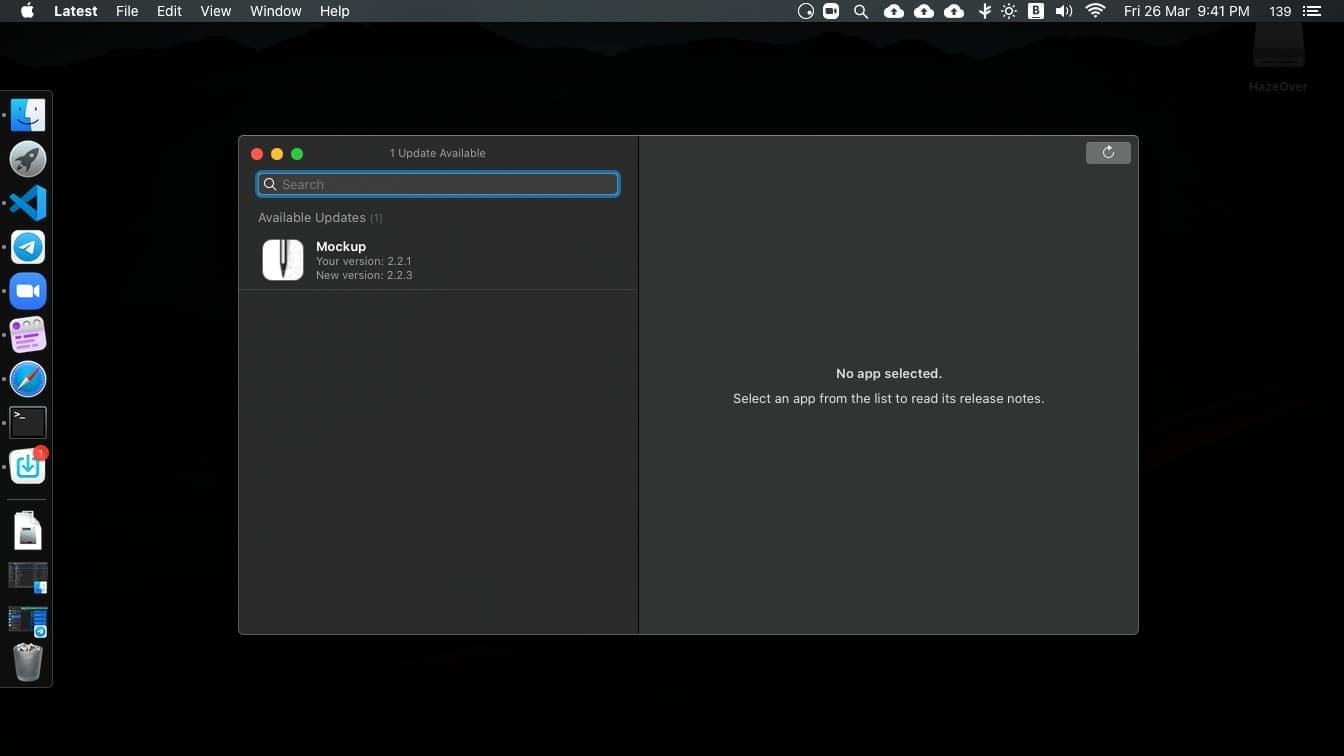 Latest File Edit View Window Help
B
Fri 26 Mar 9:41 PM 139
HazeOver
1 Update Available
Search
Available Updates (1)
Mockup
Your version: 2.2.1
New version: 2.2.3
No app selected.
Select an app from the list to read its release notes.
>_
1